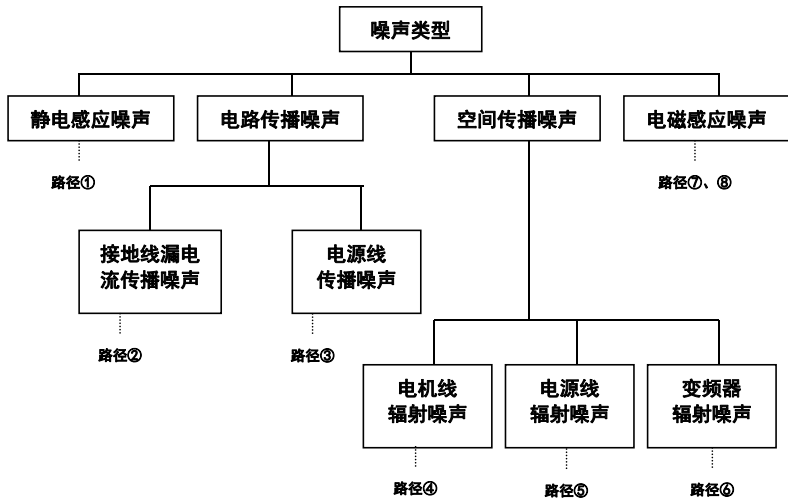 噪声类型
静电感应噪声
电路传播噪声
空间传播噪声
电磁感应噪声
路径①
路径⑦、⑧
接地线漏电
流传播噪声
电源线
传播噪声
路径②
路径③
电机线
辐射噪声
电源线
辐射噪声
变频器
辐射噪声
路径④
路径⑤
路径⑥